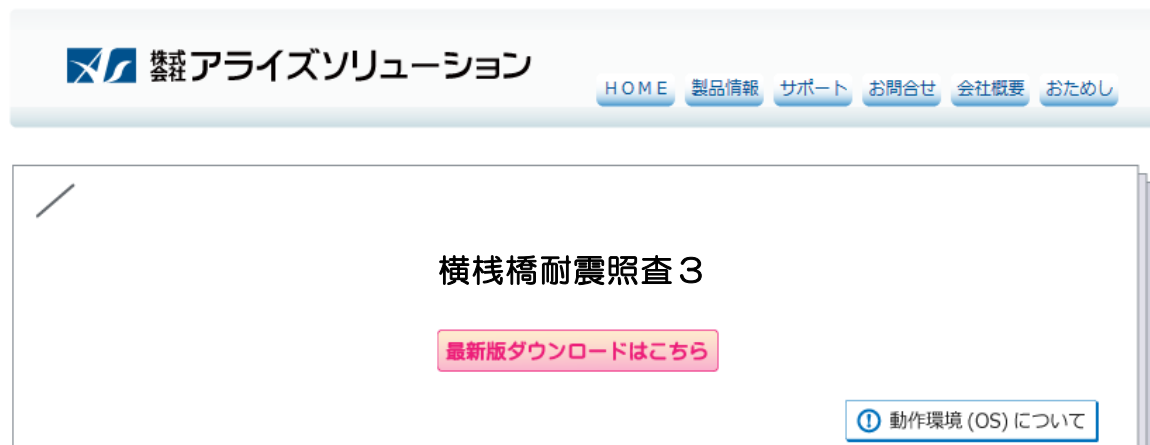 株式会社アライズソリューション
HOME 製品情報 サポート お問合せ 会社概要 おためし
横桟橋耐震照査３
最新版ダウンロードはこちら
動作環境 (OS) について